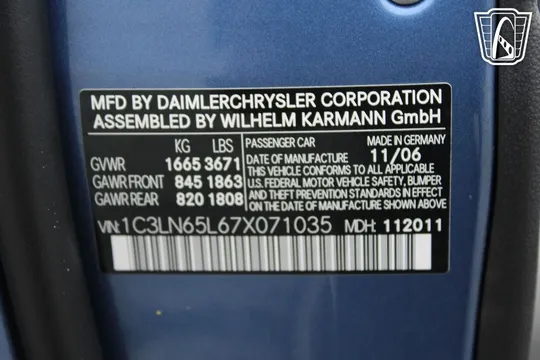 MFD BY DAIMLERCHRYSLER CORPORATION
ASSEMBLED BY WILHELM KARMANN GmbH
KG LBS
GVWR 1665 3671
GAWR FRONT 845 1863
GAWR REAR 820 1808
PASSENGER CAR MADE IN GERMANY
DATE OF MANUFACTURE 11/06
THIS VEHICLE CONFORMS TO ALL APPLICABLE
U.S. FEDERAL MOTOR VEHICLE SAFETY, BUMPER
AND THEFT PREVENTION STANDARDS IN EFFECT
ON THE DATE OF MANUFACTURE SHOWN ABOVE
VIN: 1C3LN65L67X071035 MDH: 112011